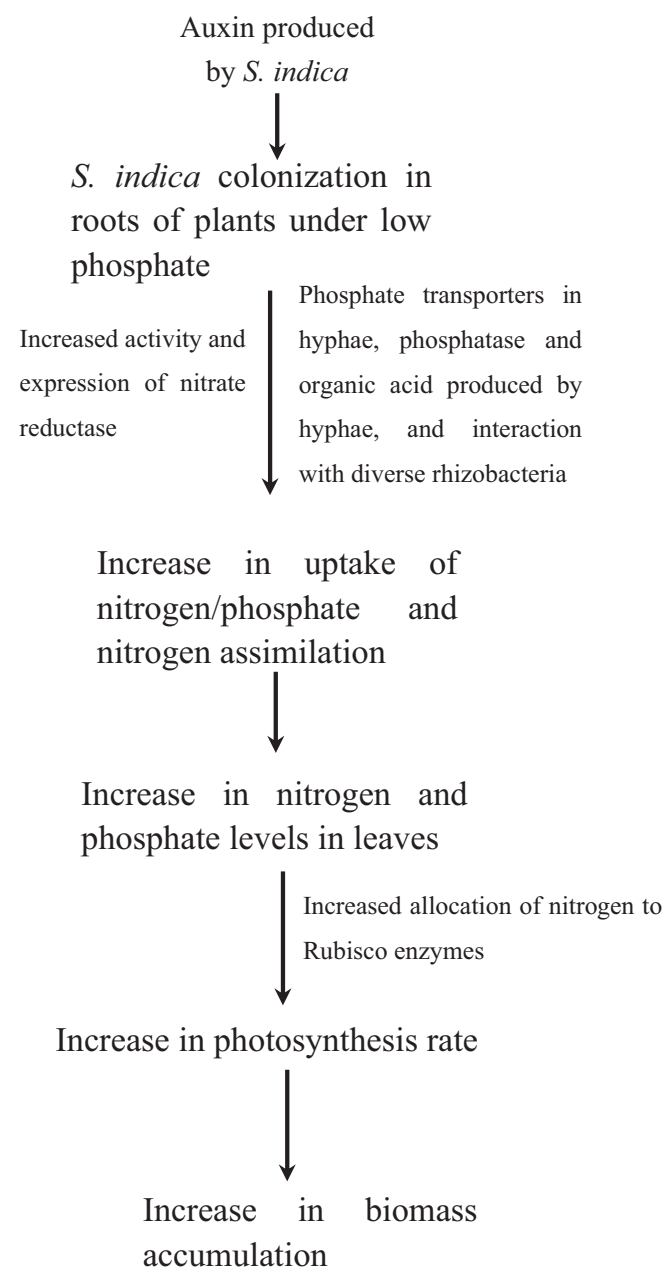 Auxin produced
by S. indica
S. indica colonization in
roots of plants under low
phosphate
Increased activity and
expression of nitrate
reductase
Phosphate transporters in
hyphae, phosphatase and
organic acid produced by
hyphae, and interaction
with diverse rhizobacteria
Increase in uptake of
nitrogen/phosphate and
nitrogen assimilation
Increase in nitrogen and
phosphate levels in leaves
Increased allocation of nitrogen to
Rubisco enzymes
Increase in photosynthesis rate
Increase in biomass
accumulation